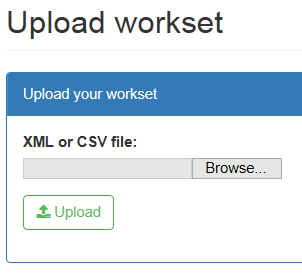 Upload workset
Upload your workset
XML or CSV file:
Browse...
Upload